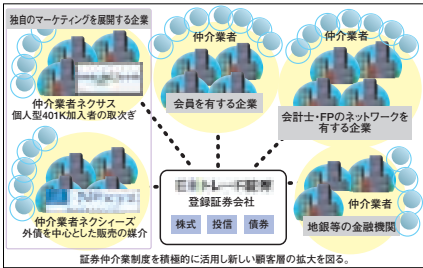 独自のマーケティングを展開する企業
仲介業者ネクサス
個人型401K加入者の取次ぎ
仲介業者ネクシィーズ
外債を中心とした販売の媒介
仲介業者
会員を有する企業
仲介業者
会計士・FPのネットワークを
有する企業
登録証券会社
株式 投信 債券
仲介業者
地銀等の金融機関
証券仲介業制度を積極的に活用し新しい顧客層の拡大を図る。